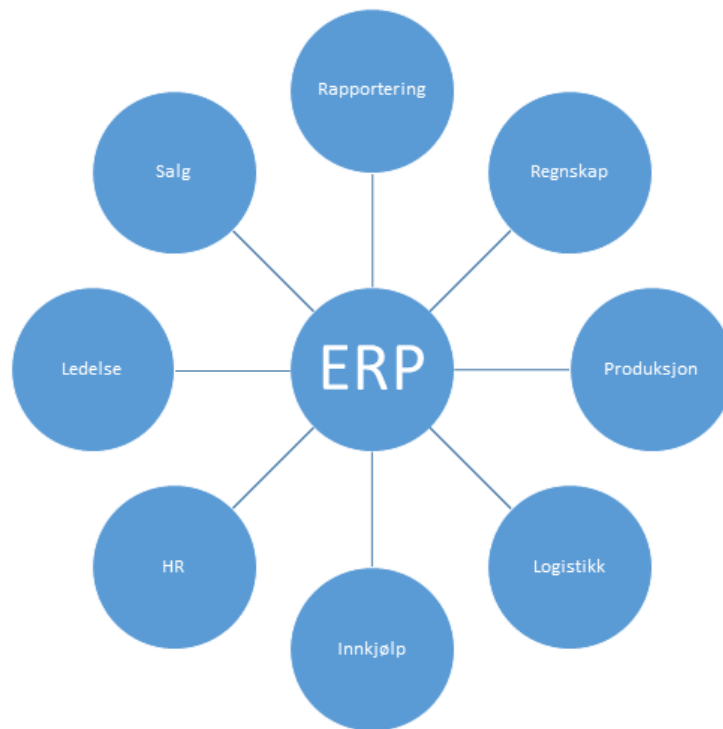 Rapportering
Salg
Regnskap
Ledelse
ERP
Produksjon
HR
Logistikk
Innkjølp